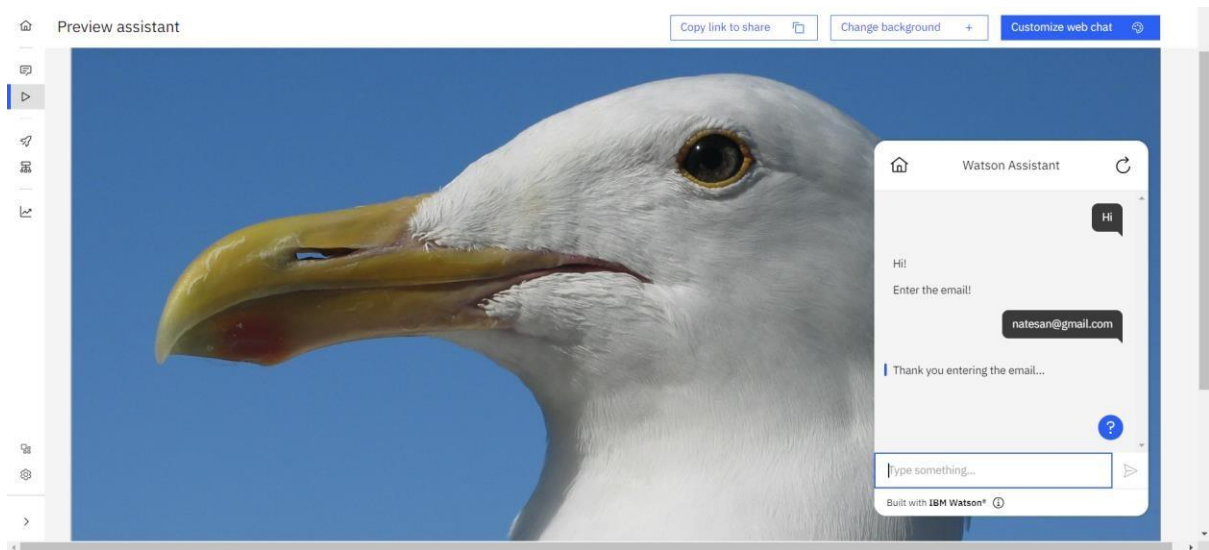 Preview assistant
Copy link to share
Change background +
Customize web chat
Watson Assistant
Hi
Hi!
Enter the email!
natesan@gmail.com
Thank you entering the email...
?
Type something...
Built with IBM Watson®